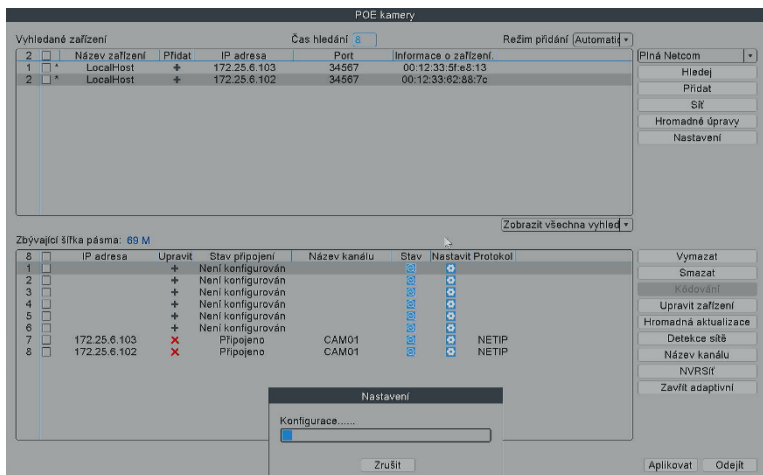 POE kamery
Vyhledané zařízení Čas hledání 8 Režim přidání Automatic
2 Název zařízení Přidat IP adresa Port Informace o zařízení. Plná Netcom
1 * LocalHost + 172.25.6.103 34567 00:12:33:5f:e8:13
Hledej
2 * LocalHost + 172.25.6.102 34567 00:12:33:62:88:7c
Přidat
Síť
Hromadné úpravy
Nastavení
Zobrazit všechna vyhled
Zbývající šířka pásma: 69 M
8 IP adresa Upravit Stav připojení Název kanálu Stav Nastavit Protokol
1 + Není konfigurován
2 + Není konfigurován
3 + Není konfigurován
4 + Není konfigurován
5 + Není konfigurován
6 + Není konfigurován
7 172.25.6.103 Připojeno CAM01 NETIP
8 172.25.6.102 Připojeno CAM01 NETIP
Vymazat
Smazat
Kódování
Upravit zařízení
Hromadná aktualizace
Detekce sítě
Název kanálu
NVRSíť
Zavřít adaptivní
Nastavení
Konfigurace......
Zrušit
Aplikovat Odejít